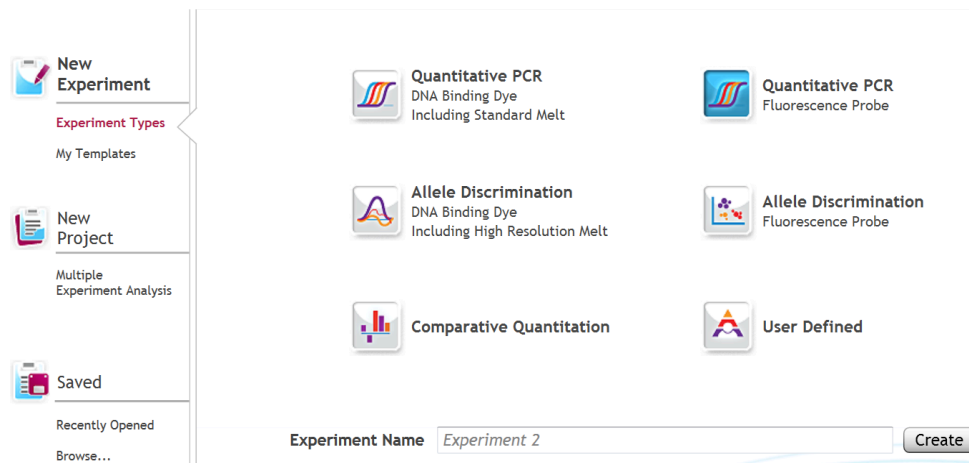 New
Experiment
Experiment Types
My Templates
New
Project
Multiple
Experiment Analysis
Saved
Recently Opened
Browse...
Quantitative PCR
DNA Binding Dye
Including Standard Melt
Quantitative PCR
Fluorescence Probe
Allele Discrimination
DNA Binding Dye
Including High Resolution Melt
Allele Discrimination
Fluorescence Probe
Comparative Quantitation
User Defined
Experiment Name Experiment 2 Create